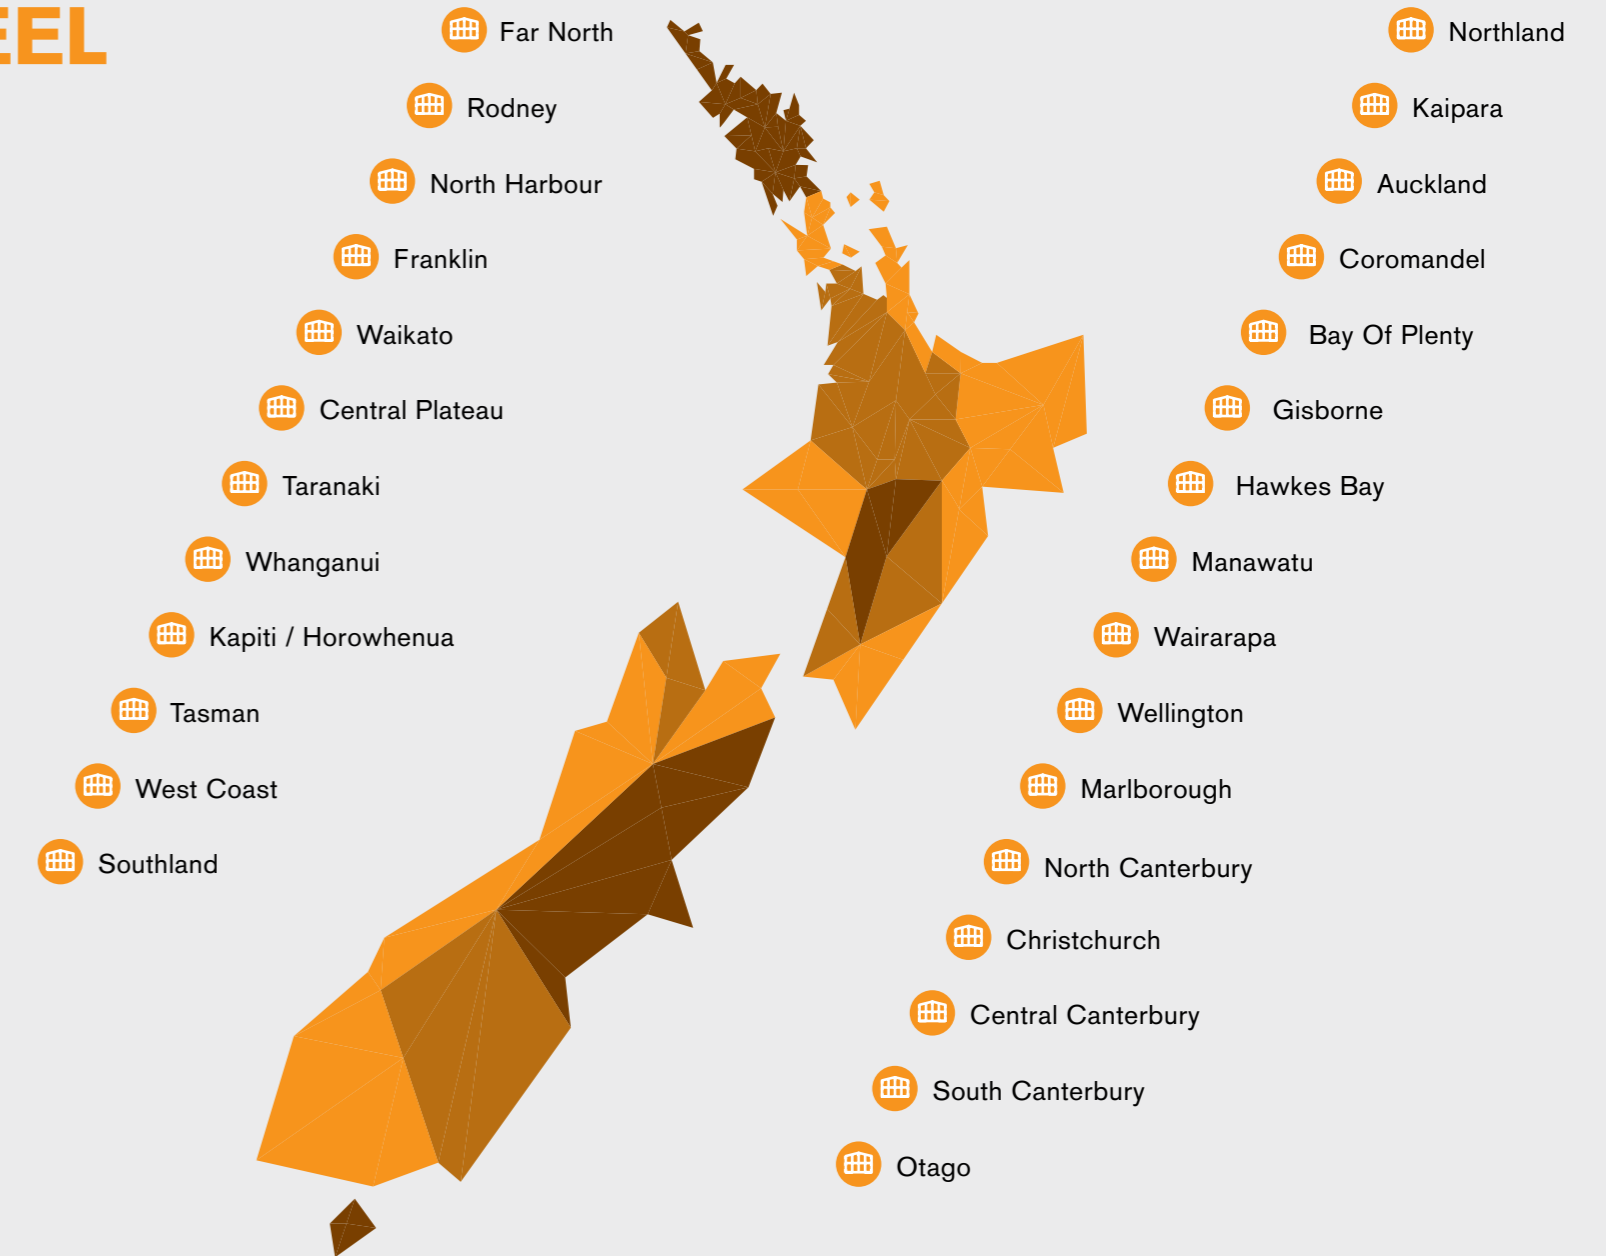 EEL
Far North
Rodney
North Harbour
Franklin
Waikato
Central Plateau
Taranaki
Whanganui
Kapiti / Horowhenua
Tasman
West Coast
Southland
Northland
Kaipara
Auckland
Coromandel
Bay Of Plenty
Gisborne
Hawkes Bay
Manawatu
Wairarapa
Wellington
Marlborough
North Canterbury
Christchurch
Central Canterbury
South Canterbury
Otago